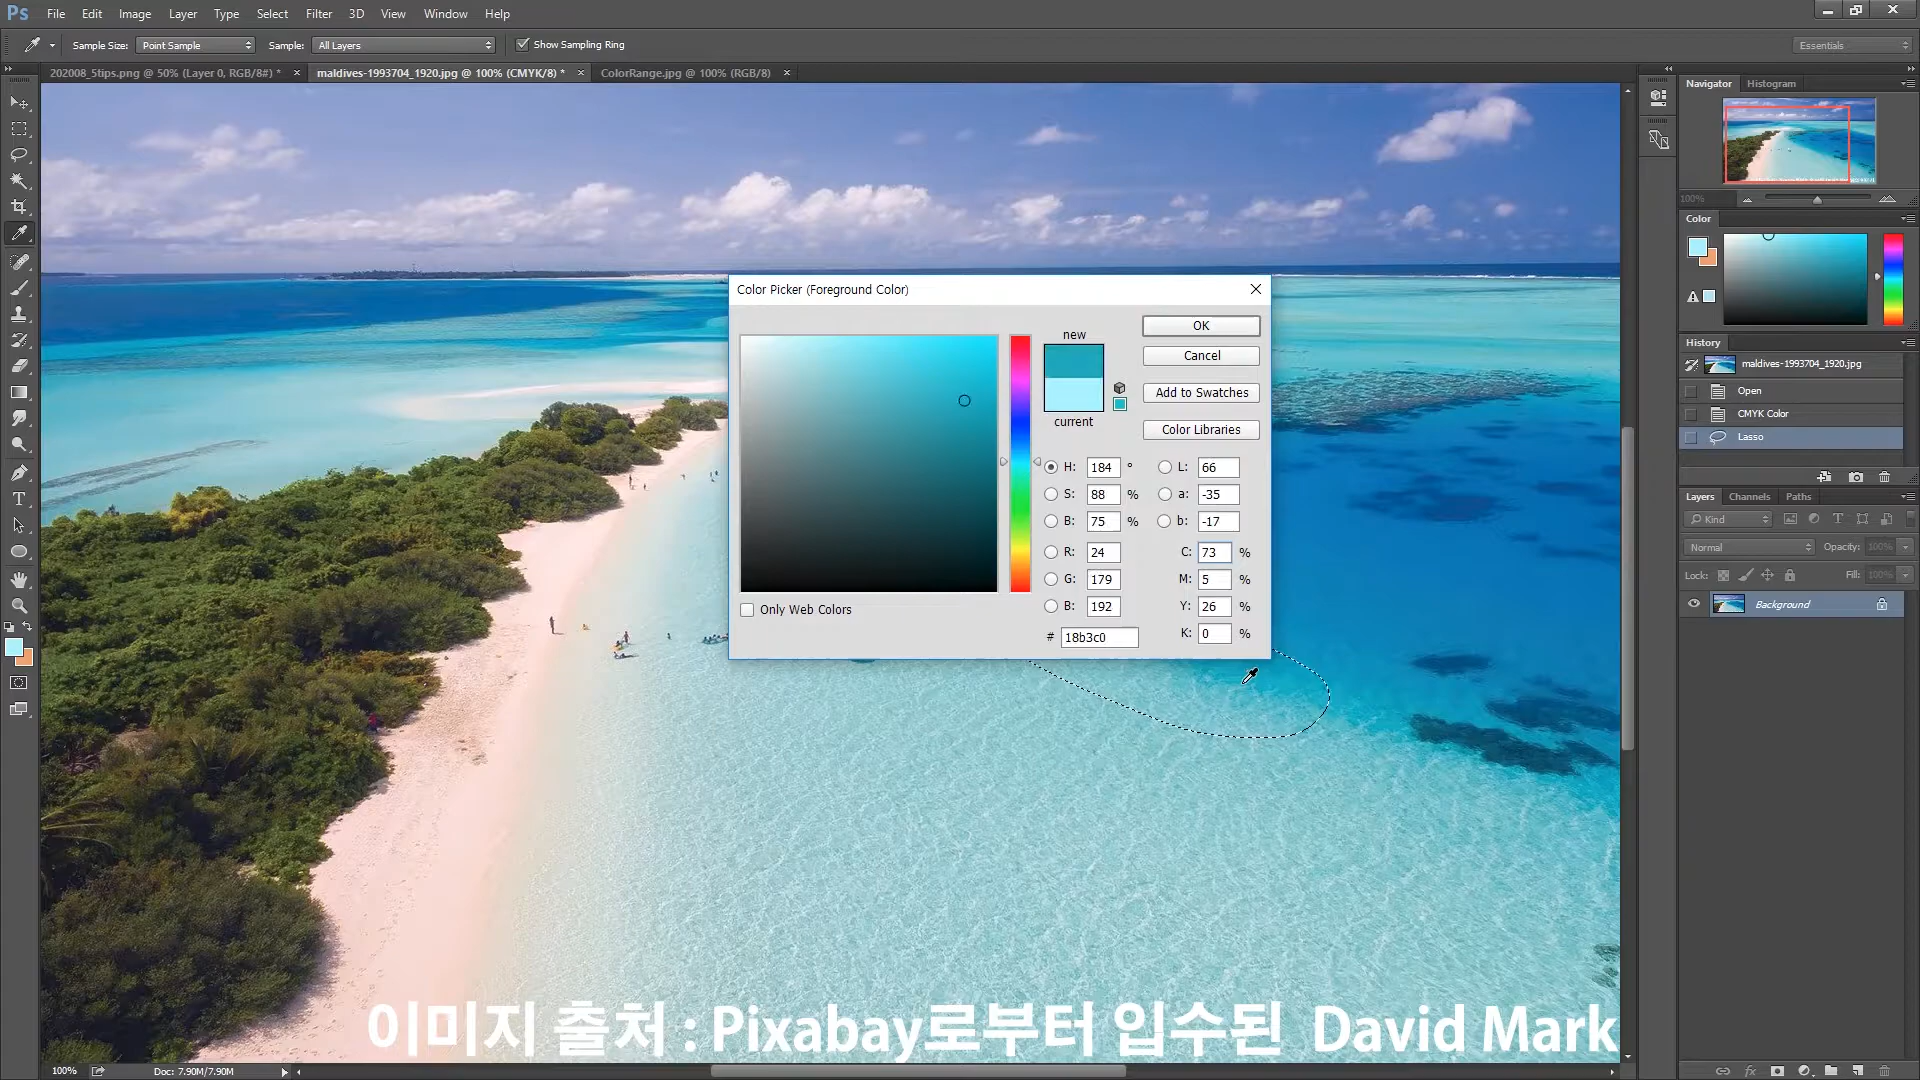 Ps File Edit Image Layer Type Select Filter 3D View Window Help
Sample Size: Point Sample Sample: All Layers Show Sampling Ring Essentials
202008_5tips.png @ 50% (Layer 0, RGB/8#) * maldives-1993704_1920.jpg @ 100% (CMYK/8) * ColorRange.jpg @ 100% (RGB/8)
Navigator Histogram
100%
Color
History
maldives-1993704_1920.jpg
Open
CMYK Color
Lasso
Layers Channels Paths
Kind
Normal Opacity: 100%
Lock: Fill: 100%
Background
Color Picker (Foreground Color)
new
current
OK
Cancel
Add to Swatches
Color Libraries
H: 184 ° L: 66
S: 88 % a: -35
B: 75 % b: -17
R: 24 C: 73 %
G: 179 M: 5 %
B: 192 Y: 26 %
# 18b3c0 K: 0 %
Only Web Colors
이미지 출처 : Pixabay로부터 입수된 David Mark
100% Doc: 7.90M/7.90M